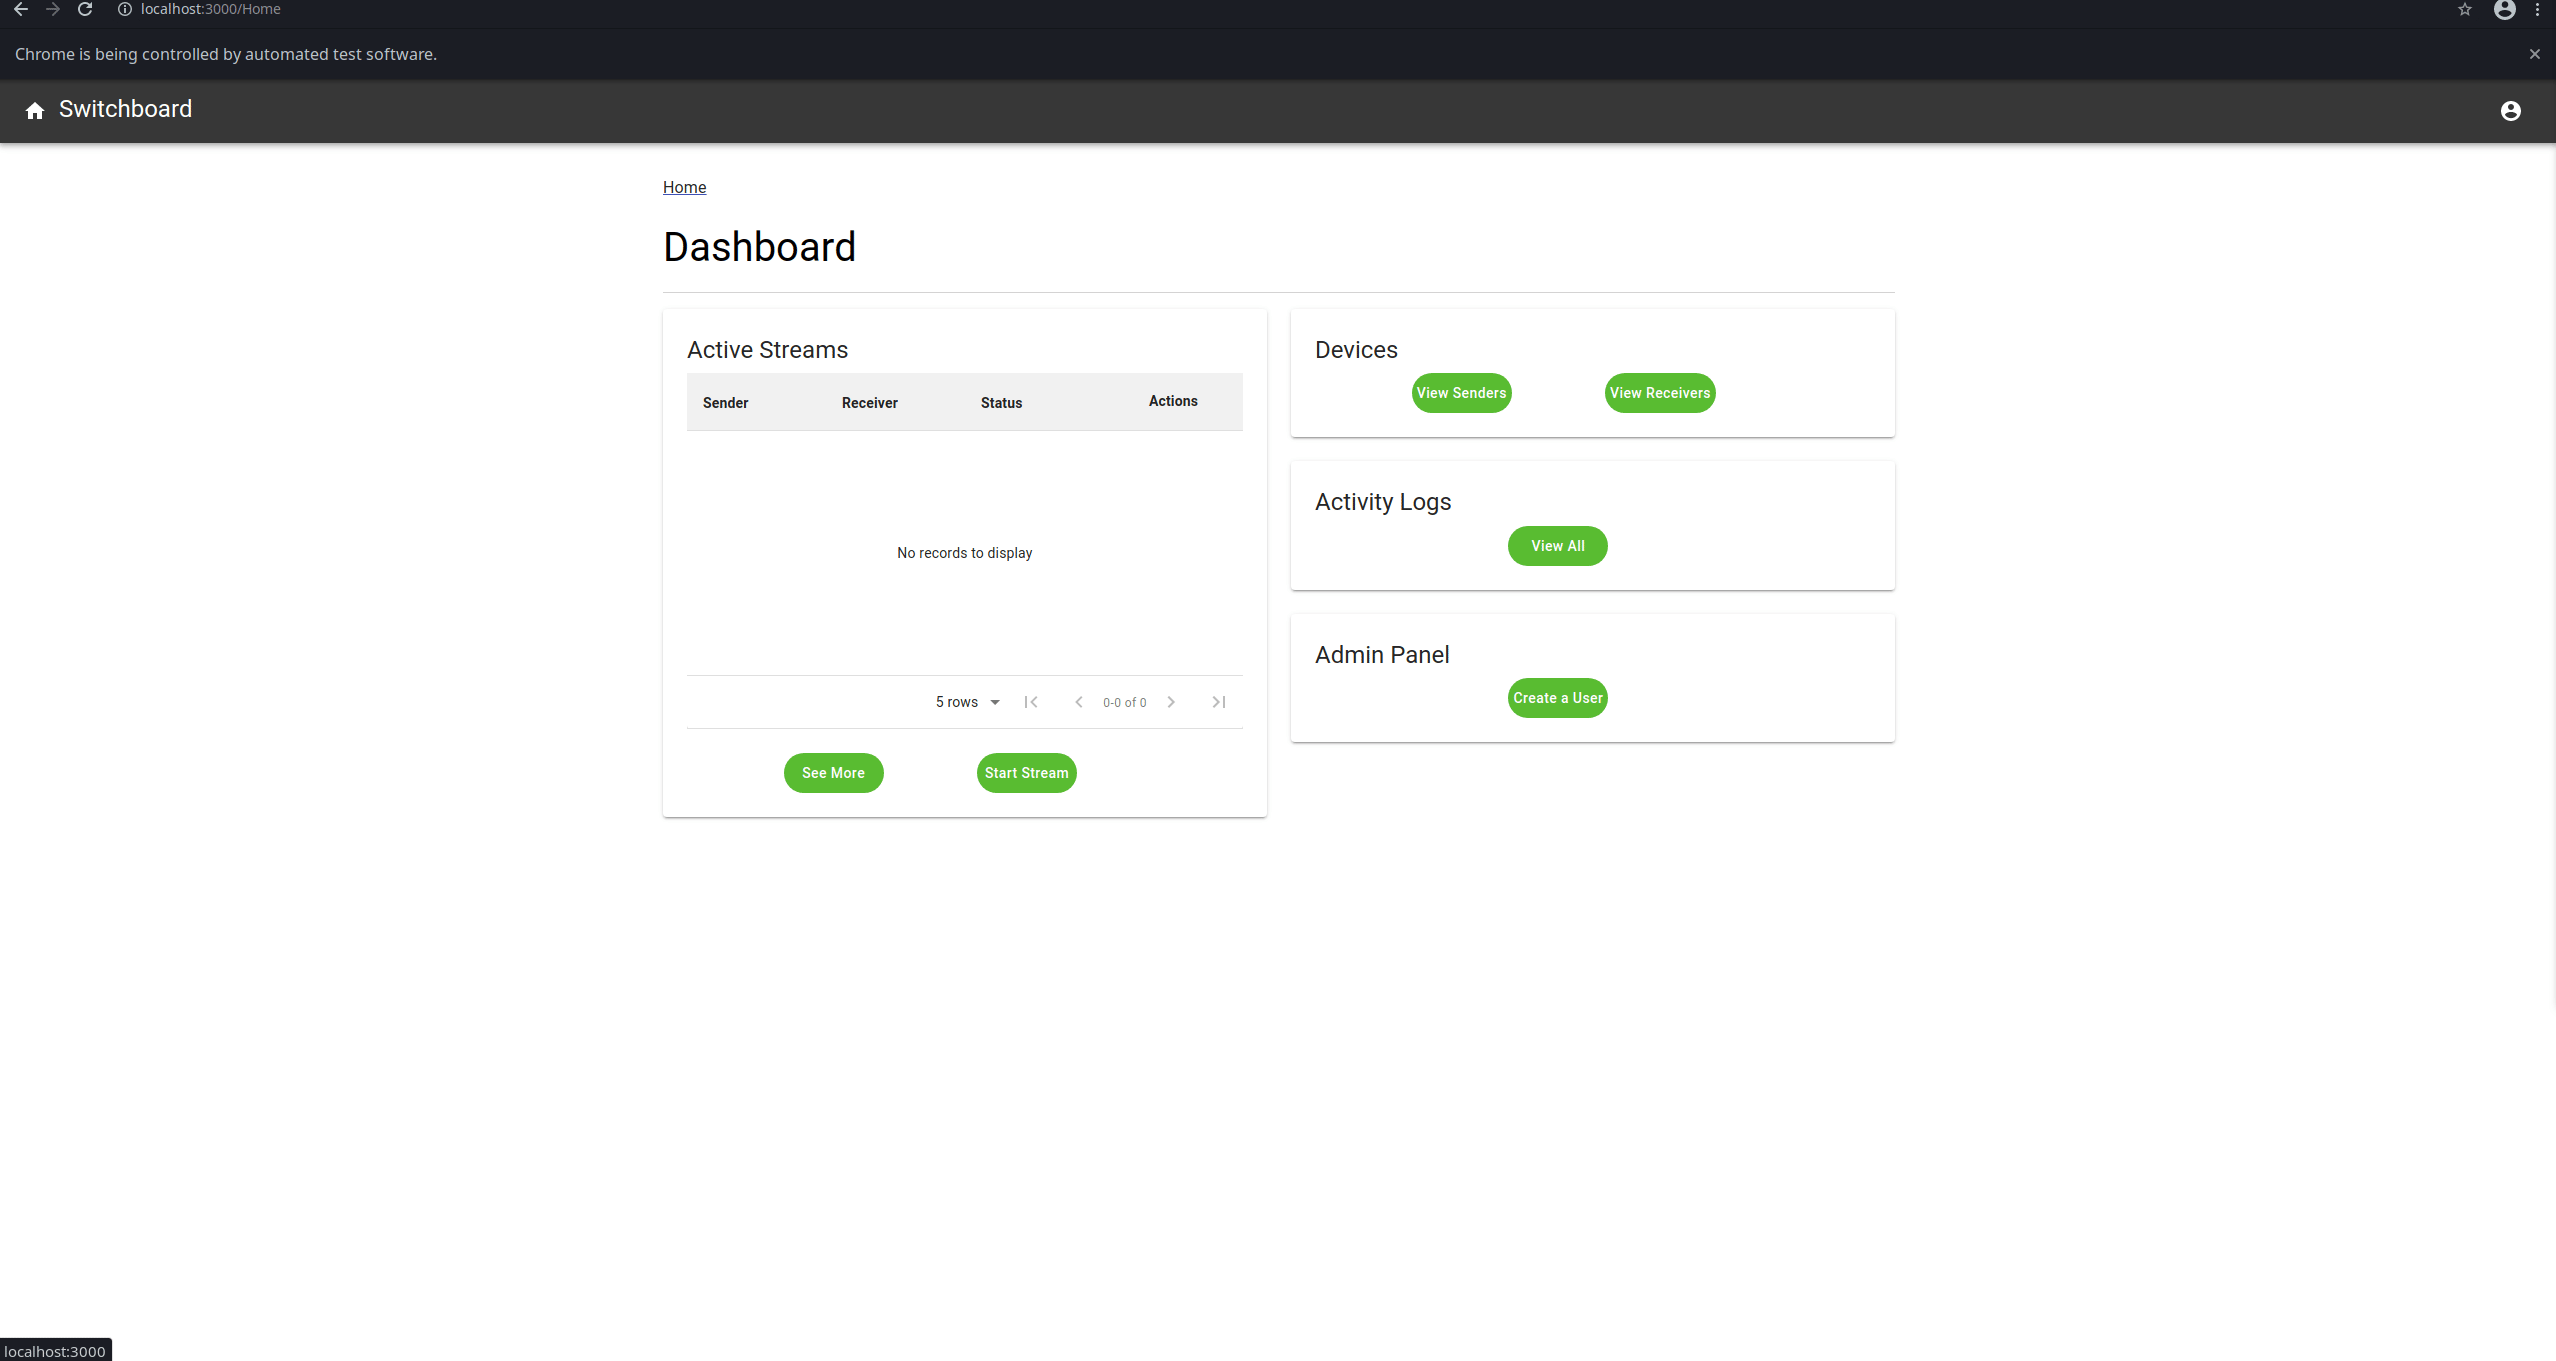 localhost:3000/Home
Chrome is being controlled by automated test software.
Switchboard
Home
Dashboard
Active Streams
Sender Receiver Status Actions
No records to display
5 rows 0-0 of 0
See More Start Stream
Devices
View Senders View Receivers
Activity Logs
View All
Admin Panel
Create a User
localhost:3000